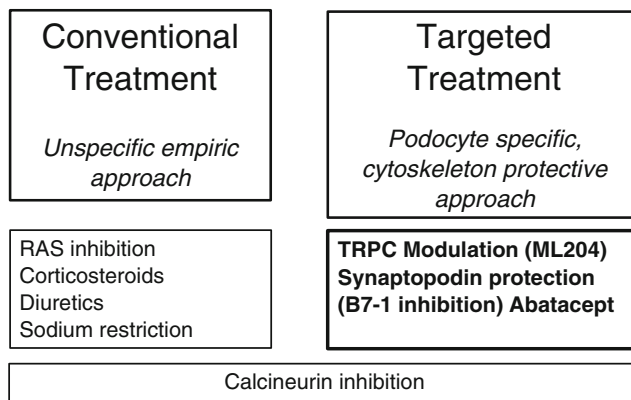 Conventional
Treatment
Unspecific empiric
approach
Targeted
Treatment
Podocyte specific,
cytoskeleton protective
approach
RAS inhibition
Corticosteroids
Diuretics
Sodium restriction
TRPC Modulation (ML204)
Synaptopodin protection
(B7-1 inhibition) Abatacept
Calcineurin inhibition